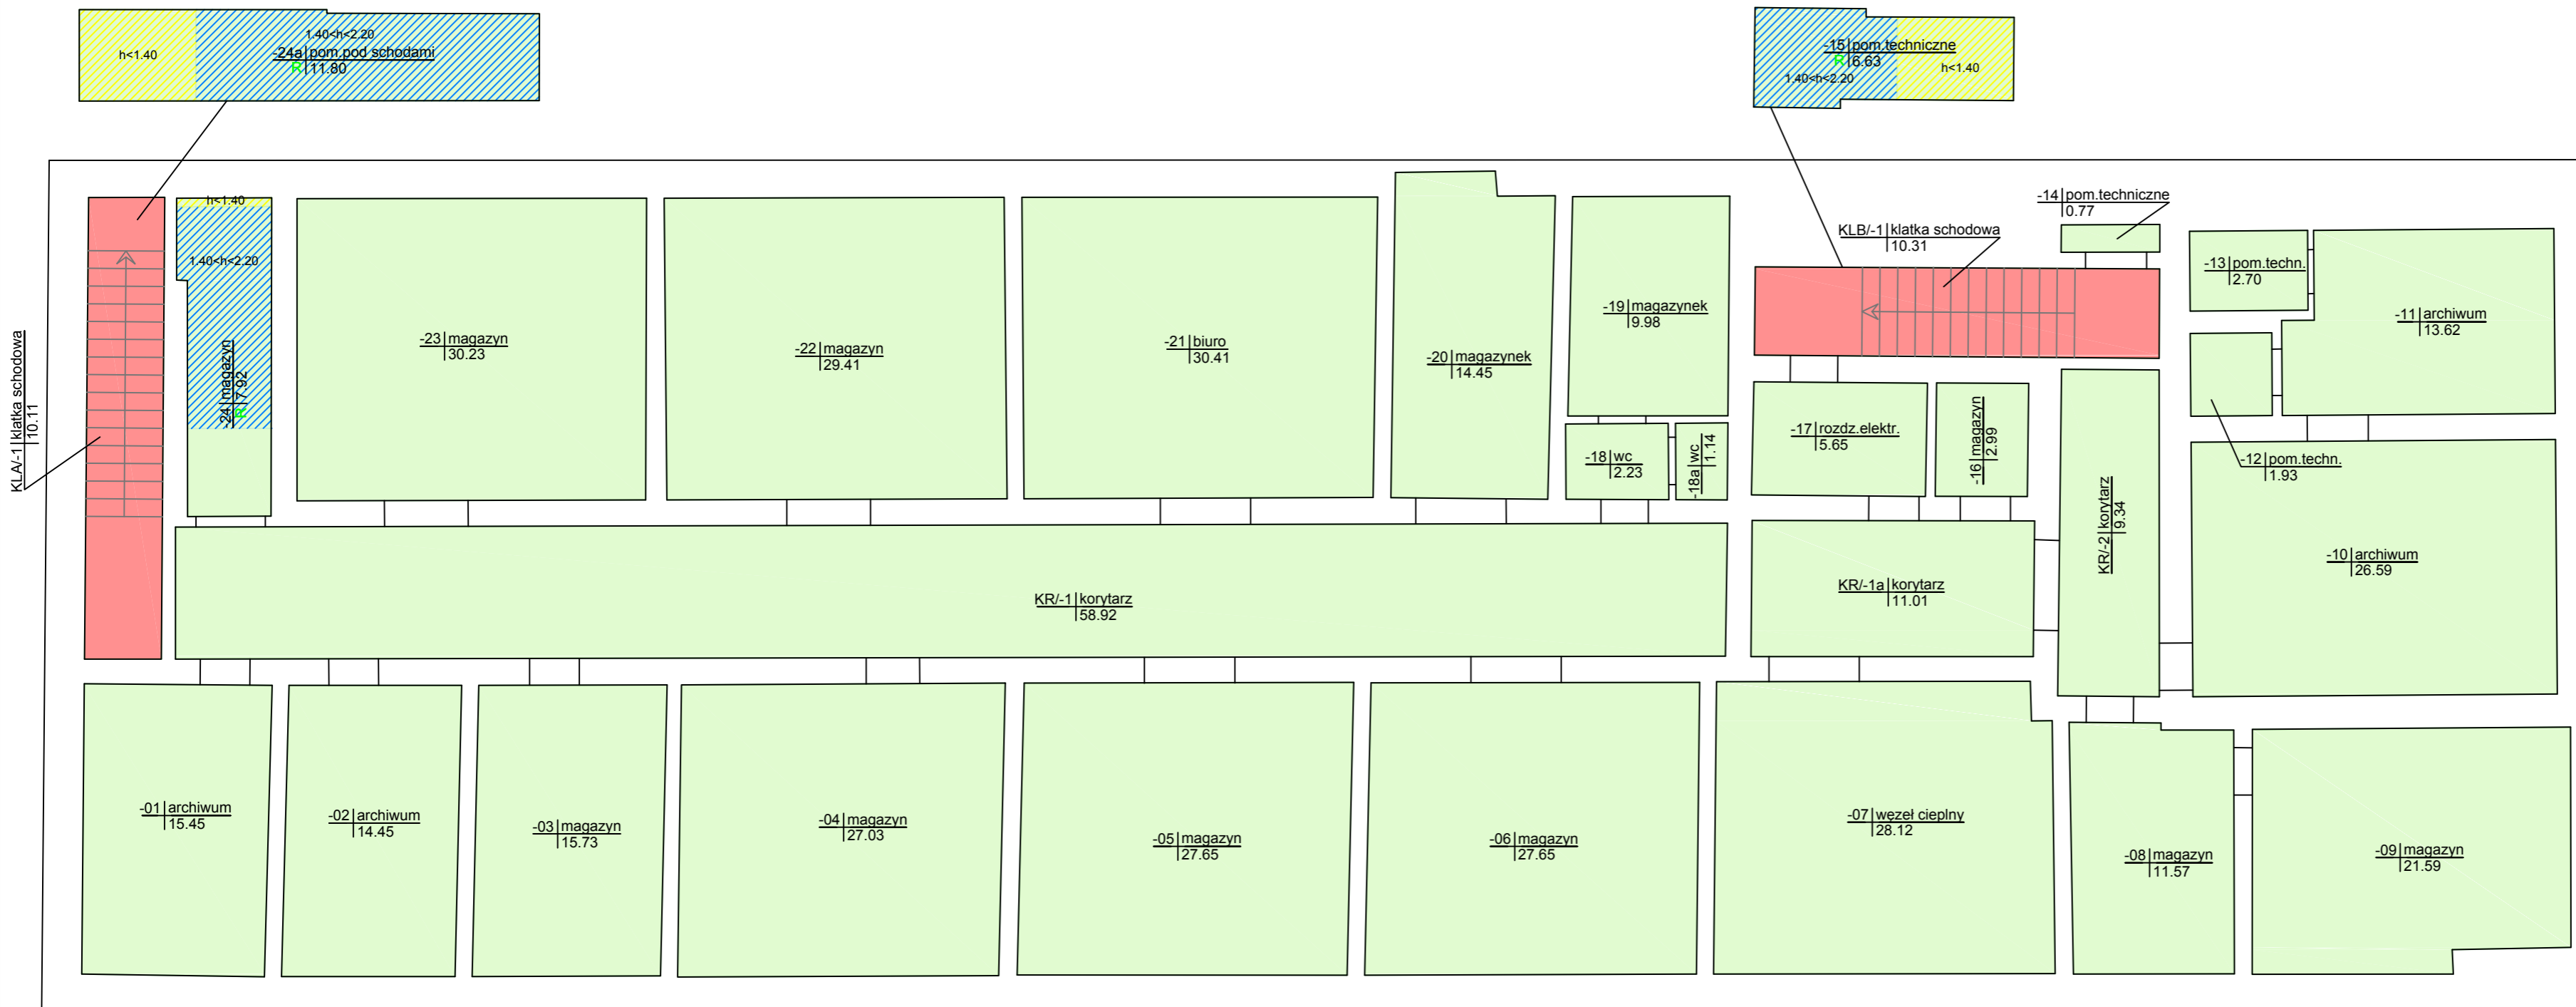 h<1.40
1.40<h<2.20
-24a pom.pod schodami
R 11.80
-15 pom.techniczne
R 6.63
1.40<h<2.20
h<1.40
-14 pom.techniczne
0.77
KLB/-1 klatka schodowa
10.31
h<1.40
1.40<h<2.20
-24 magazyn
R 7.92
KLA/-1 klatka schodowa
10.11
-23 magazyn
30.23
-22 magazyn
29.41
-21 biuro
30.41
-20 magazynek
14.45
-19 magazynek
9.98
-18 wc
2.23
-18a wc
1.14
-17 rozdz.elektr.
5.65
-16 magazyn
2.99
-13 pom.techn.
2.70
-11 archiwum
13.62
-12 pom.techn.
1.93
KR/-2 korytarz
9.34
-10 archiwum
26.59
KR/-1 korytarz
58.92
KR/-1a korytarz
11.01
-01 archiwum
15.45
-02 archiwum
14.45
-03 magazyn
15.73
-04 magazyn
27.03
-05 magazyn
27.65
-06 magazyn
27.65
-07 węzeł cieplny
28.12
-08 magazyn
11.57
-09 magazyn
21.59